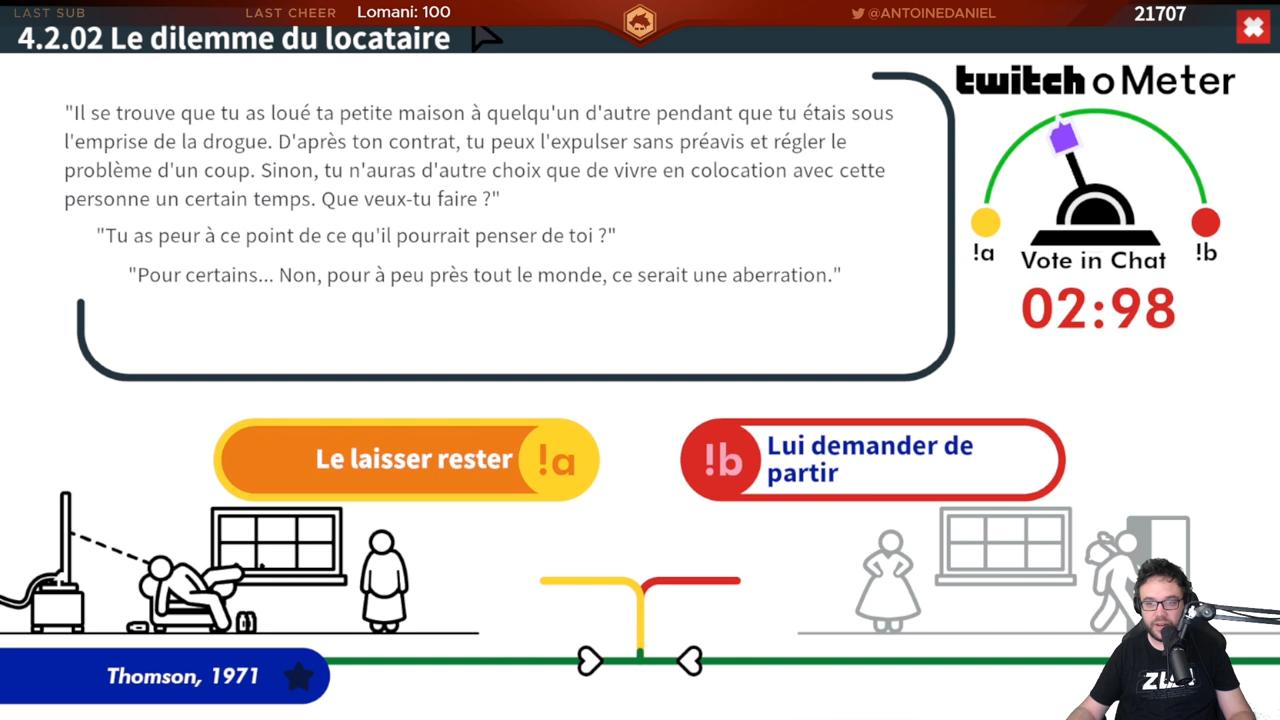 LAST SUB
LAST CHEER
Lomani: 100
@ANTOINEDANIEL
21707
4.2.02 Le dilemme du locataire
twitch o Meter
"Il se trouve que tu as loué ta petite maison à quelqu'un d'autre pendant que tu étais sous
l'emprise de la drogue. D'après ton contrat, tu peux l'expulser sans préavis et régler le
problème d'un coup. Sinon, tu n'auras d'autre choix que de vivre en colocation avec cette
personne un certain temps. Que veux-tu faire ?"
"Tu as peur à ce point de ce qu'il pourrait penser de toi ?"
"Pour certains... Non, pour à peu près tout le monde, ce serait une aberration."
!a
Vote in Chat
!b
02:98
Le laisser rester
!a
!b
Lui demander de
partir
Thomson, 1971